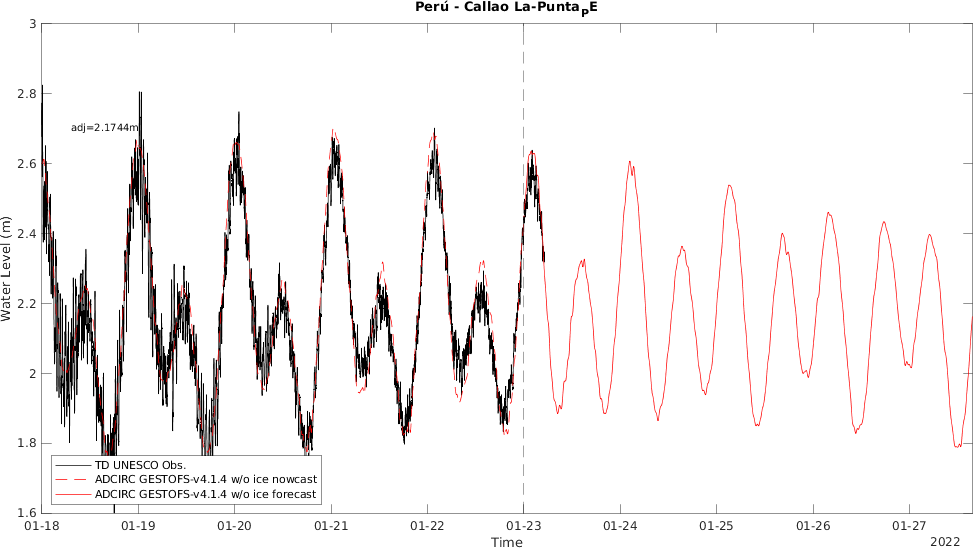 Perú - Callao La-PuntaPE
3
2.8
adj=2.1744m
2.6
2.4
2.2
2
1.8
1.6
Water Level (m)
TD UNESCO Obs.
ADCIRC GESTOFS-v4.1.4 w/o ice nowcast
ADCIRC GESTOFS-v4.1.4 w/o ice forecast
01-18 01-19 01-20 01-21 01-22 01-23 01-24 01-25 01-26 01-27
Time
2022